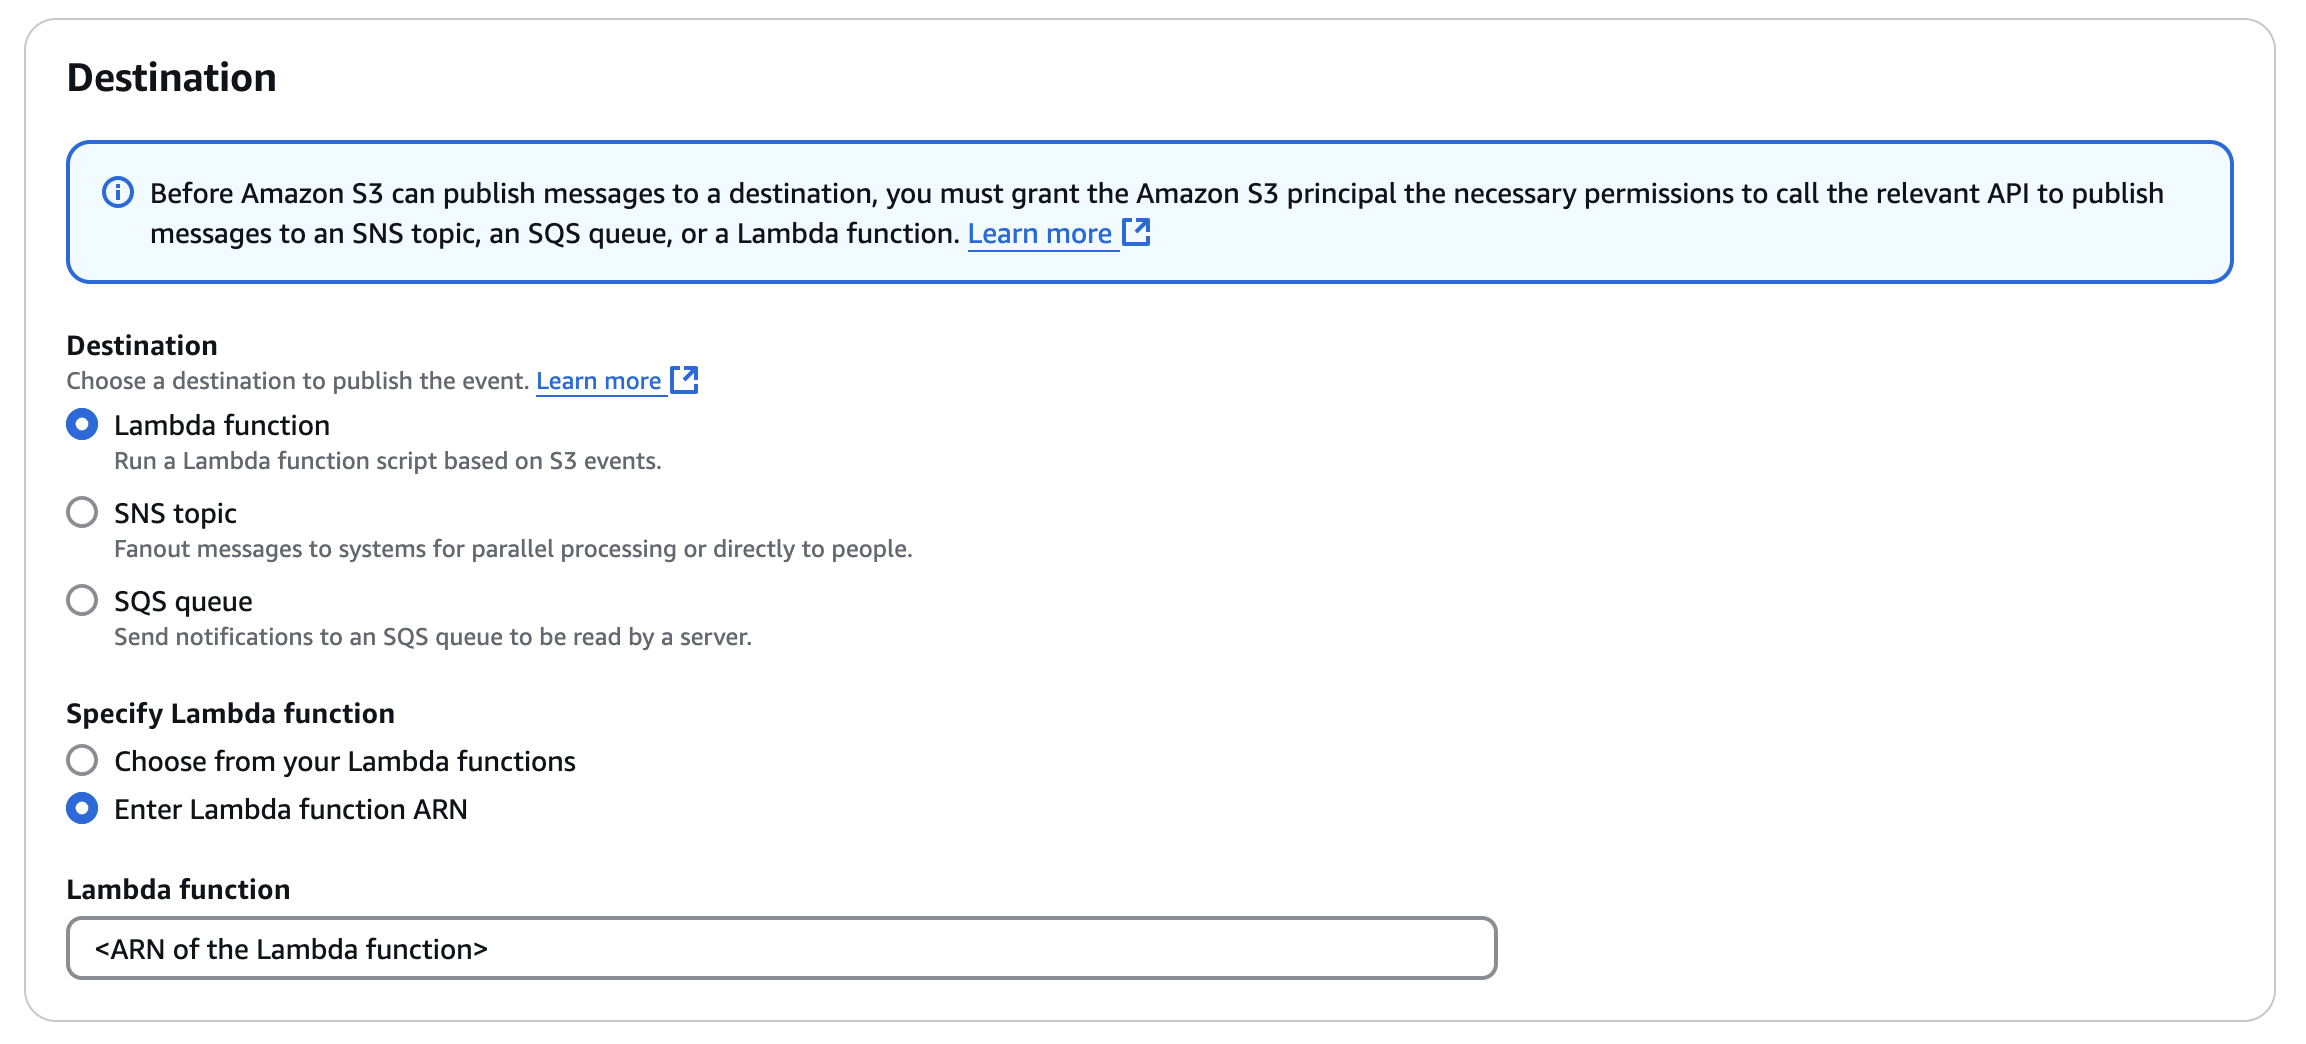 Destination
Before Amazon S3 can publish messages to a destination, you must grant the Amazon S3 principal the necessary permissions to call the relevant API to publish
messages to an SNS topic, an SQS queue, or a Lambda function. Learn more
Destination
Choose a destination to publish the event. Learn more
Lambda function
Run a Lambda function script based on S3 events.
SNS topic
Fanout messages to systems for parallel processing or directly to people.
SQS queue
Send notifications to an SQS queue to be read by a server.
Specify Lambda function
Choose from your Lambda functions
Enter Lambda function ARN
Lambda function
<ARN of the Lambda function>